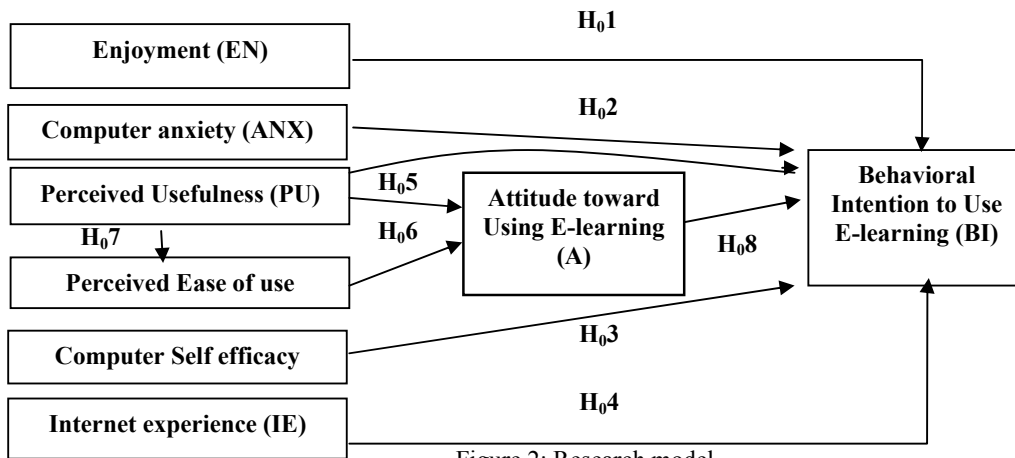 H₀1
Enjoyment (EN)
H₀2
Computer anxiety (ANX)
Perceived Usefulness (PU)
H₀5
Attitude toward
Using E-learning
(A)
Behavioral
Intention to Use
E-learning (BI)
H₀7
H₀6
H₀8
Perceived Ease of use
H₀3
Computer Self efficacy
H₀4
Internet experience (IE)
Figure 2: Research model